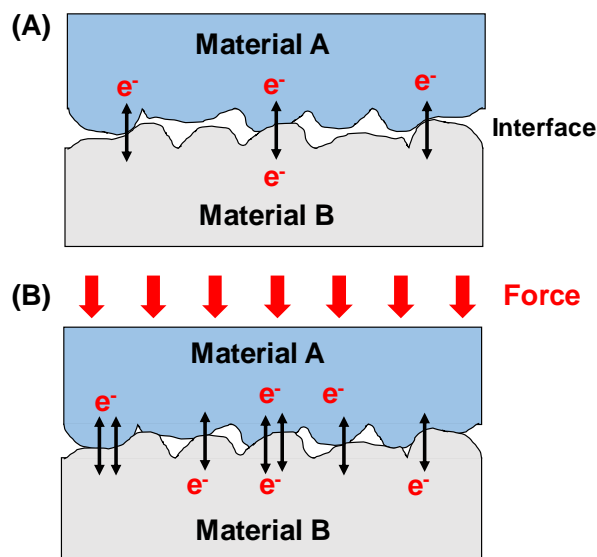 (A)
Material A
e-
e-
e-
Interface
e-
Material B
(B)
Force
Material A
e-
e-
e-
e-
e-
e-
Material B